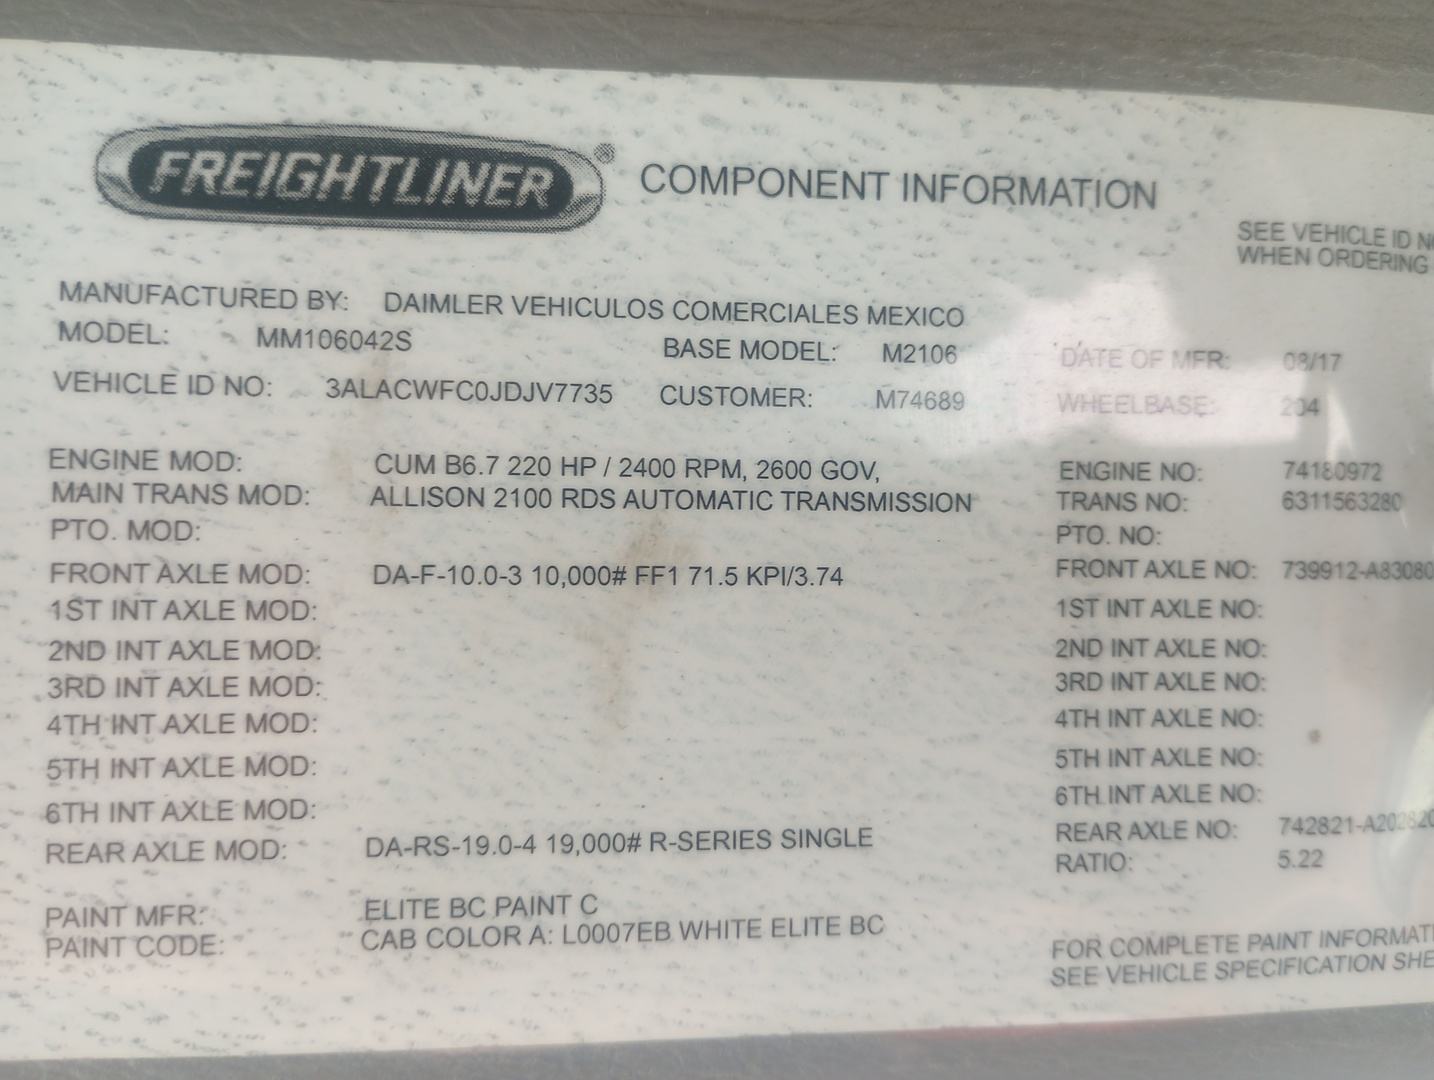 FREIGHTLINER ® COMPONENT INFORMATION
SEE VEHICLE ID
WHEN ORDERING
MANUFACTURED BY: DAIMLER VEHICULOS COMERCIALES MEXICO
MODEL: MM106042S BASE MODEL: M2106 DATE OF MFR: 08/17
VEHICLE ID NO: 3ALACWFC0JDJV7735 CUSTOMER: M74689 WHEELBASE: 204
ENGINE MOD: CUM B6.7 220 HP / 2400 RPM, 2600 GOV, ENGINE NO: 74180972
MAIN TRANS MOD: ALLISON 2100 RDS AUTOMATIC TRANSMISSION TRANS NO: 6311563280
PTO. MOD: PTO. NO:
FRONT AXLE MOD: DA-F-10.0-3 10,000# FF1 71.5 KPI/3.74 FRONT AXLE NO: 739912-A83080
1ST INT AXLE MOD: 1ST INT AXLE NO:
2ND INT AXLE MOD: 2ND INT AXLE NO:
3RD INT AXLE MOD: 3RD INT AXLE NO:
4TH INT AXLE MOD: 4TH INT AXLE NO:
5TH INT AXLE MOD: 5TH INT AXLE NO:
6TH INT AXLE MOD: 6TH INT AXLE NO:
REAR AXLE MOD: DA-RS-19.0-4 19,000# R-SERIES SINGLE REAR AXLE NO:
RATIO: 5.22
PAINT MFR: ELITE BC PAINT C
PAINT CODE: CAB COLOR A: L0007EB WHITE ELITE BC
FOR COMPLETE PAINT INFORMATI
SEE VEHICLE SPECIFICATION SHE